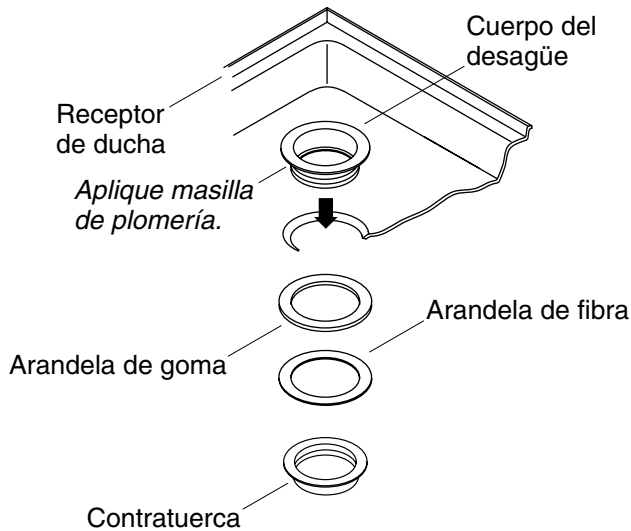 Cuerpo del
desagüe
Receptor
de ducha
Aplique masilla
de plomería.
Arandela de fibra
Arandela de goma
Contratuerca